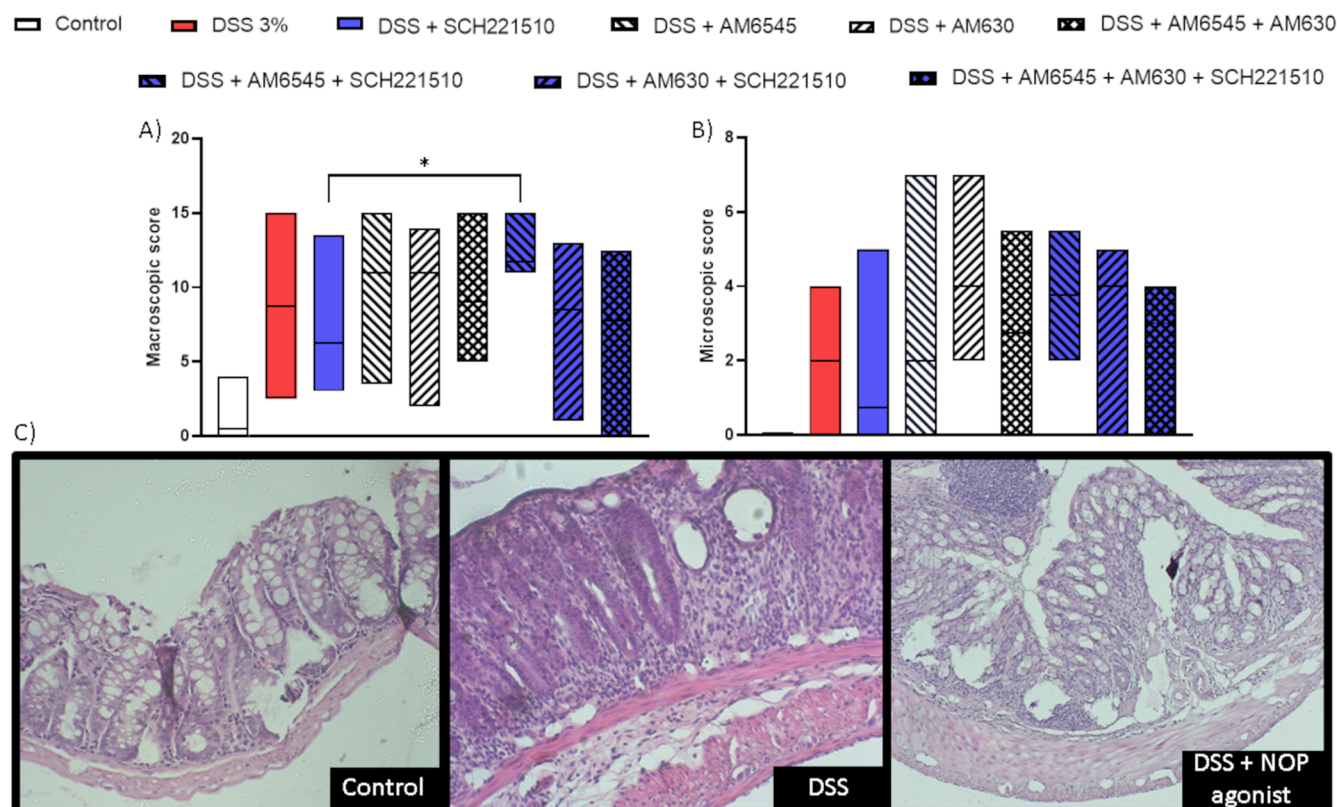 Control DSS 3% DSS + SCH221510 DSS + AM6545 DSS + AM630 DSS + AM6545 + AM630
DSS + AM6545 + SCH221510 DSS + AM630 + SCH221510 DSS + AM6545 + AM630 + SCH221510
A)
Macroscopic score
20
15
10
5
0
*
B)
Microscopic score
8
6
4
2
0
C)
Control
DSS
DSS + NOP
agonist